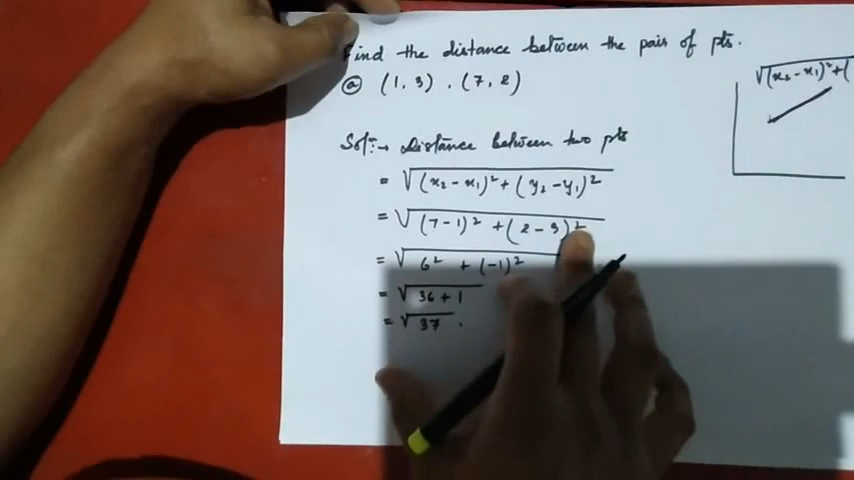 Find the distance between the pair of pts.
ⓐ (1, 3) . (7, 2)
√(x₂ - x₁)² + (
Solⁿ:→ distance between two pts
= √(x₂ - x₁)² + (y₂ - y₁)²
= √(7 - 1)² + (2 - 3)²
= √6² + (-1)²
= √36 + 1
= √37 .